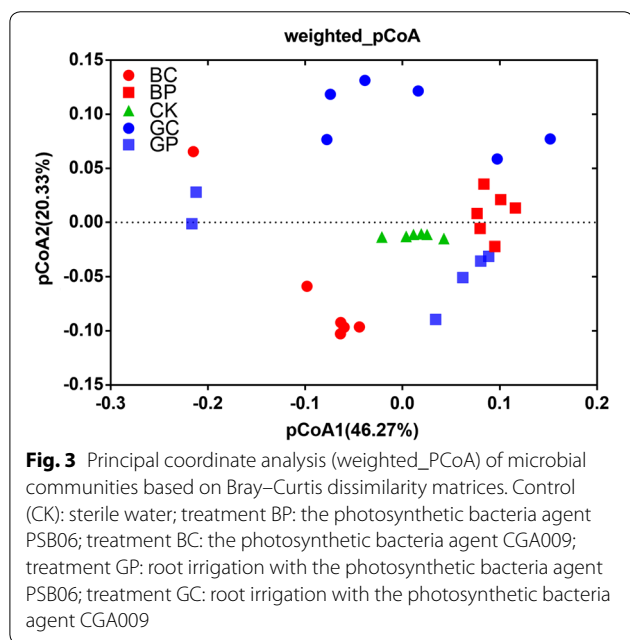 weighted_pCoA
0.15
0.10
0.05
0.00
-0.05
-0.10
-0.15
pCoA2(20.33%)
BC
BP
CK
GC
GP
-0.3
-0.2
-0.1
0.0
0.1
0.2
pCoA1(46.27%)
Fig. 3 Principal coordinate analysis (weighted_PCoA) of microbial
communities based on Bray–Curtis dissimilarity matrices. Control
(CK): sterile water; treatment BP: the photosynthetic bacteria agent
PSB06; treatment BC: the photosynthetic bacteria agent CGA009;
treatment GP: root irrigation with the photosynthetic bacteria agent
PSB06; treatment GC: root irrigation with the photosynthetic bacteria
agent CGA009